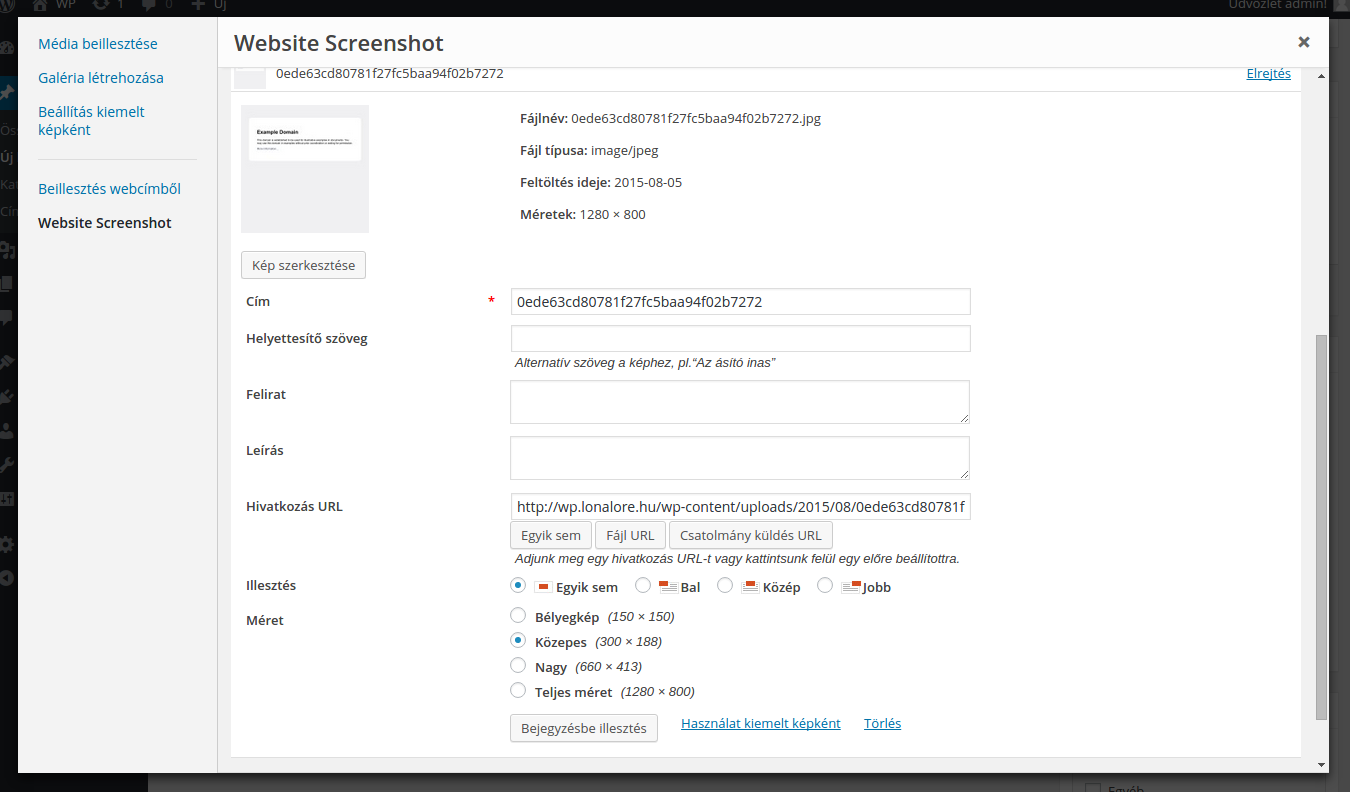 WP
1
0
Új
Üdvözlet admin!
Média beillesztése
Galéria létrehozása
Beállítás kiemelt
képként
Beillesztés webcímből
Website Screenshot
Website Screenshot
0ede63cd80781f27fc5baa94f02b7272
Elrejtés
Example Domain
Fájlnév: 0ede63cd80781f27fc5baa94f02b7272.jpg
Fájl típusa: image/jpeg
Feltöltés ideje: 2015-08-05
Méretek: 1280 × 800
Kép szerkesztése
Cím *
0ede63cd80781f27fc5baa94f02b7272
Helyettesítő szöveg
Alternatív szöveg a képhez, pl.“Az ásító inas”
Felirat
Leírás
Hivatkozás URL
http://wp.lonalore.hu/wp-content/uploads/2015/08/0ede63cd80781f
Egyik sem Fájl URL Csatolmány küldés URL
Adjunk meg egy hivatkozás URL-t vagy kattintsunk felül egy előre beállítottra.
Illesztés
Egyik sem Bal Közép Jobb
Méret
Bélyegkép (150 × 150)
Közepes (300 × 188)
Nagy (660 × 413)
Teljes méret (1280 × 800)
Bejegyzésbe illesztés Használat kiemelt képként Törlés
Egyéb